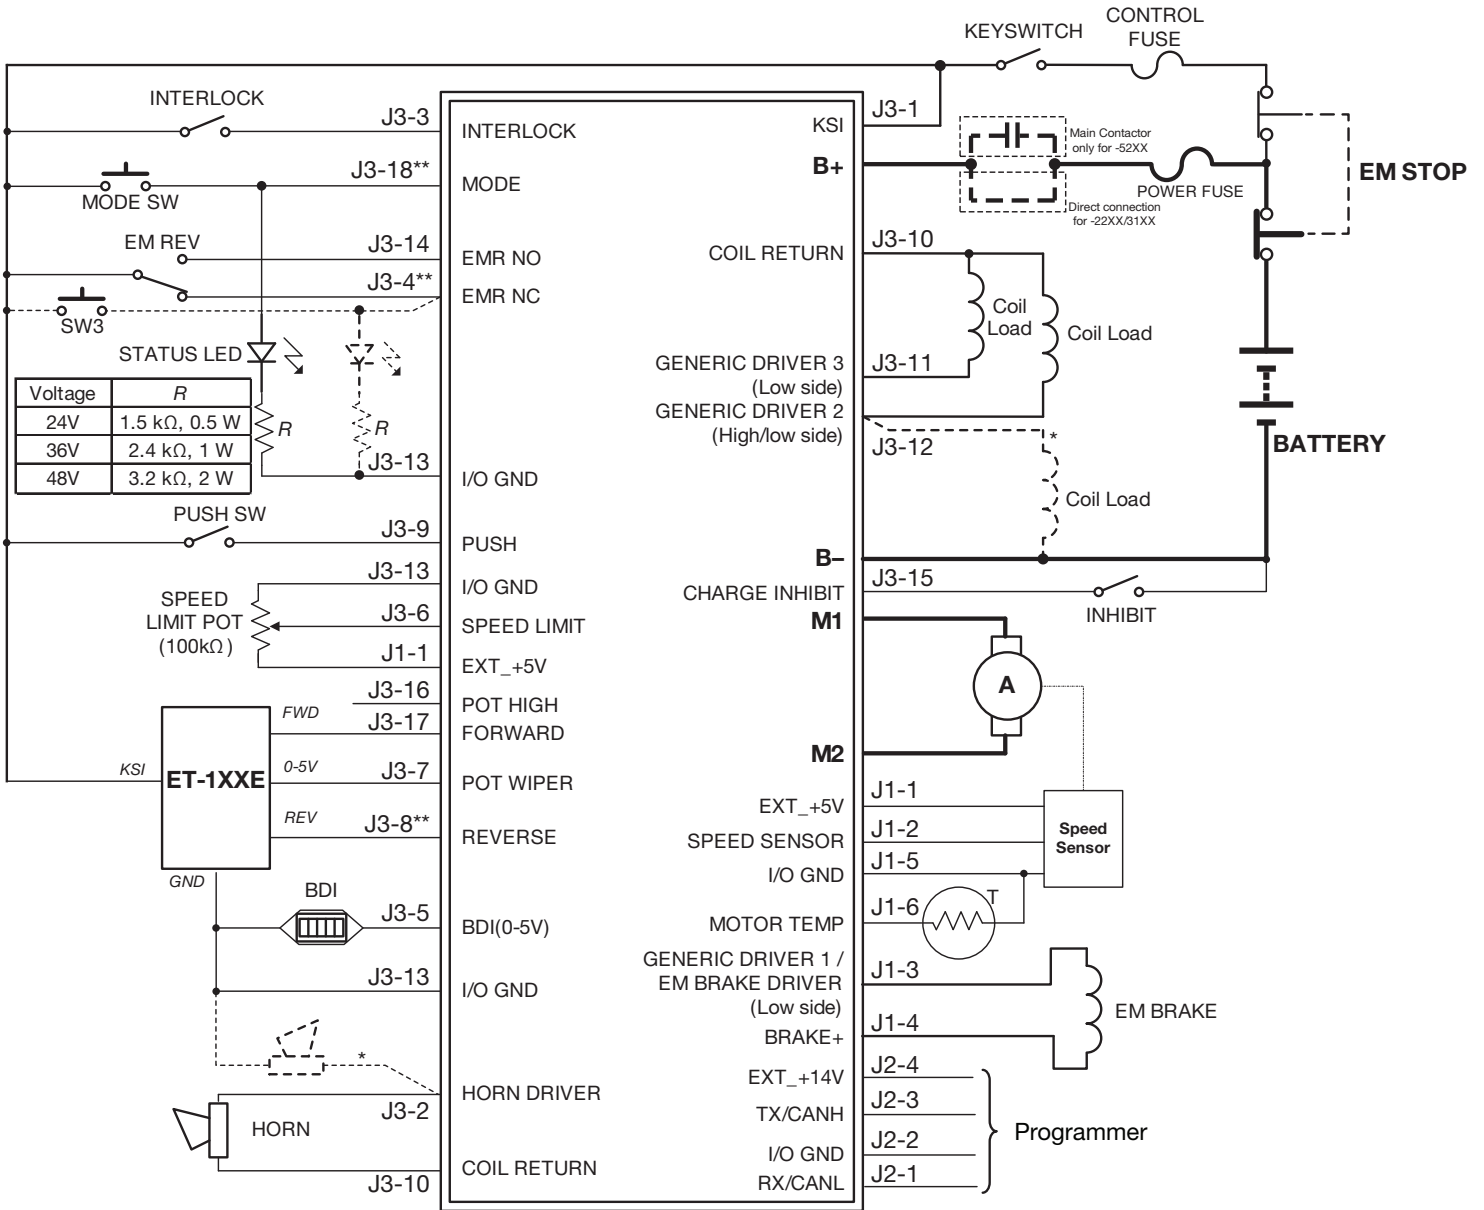 CONTROL
FUSE
KEYSWITCH
INTERLOCK
J3-3
INTERLOCK
KSI
J3-1
Main Contactor
only for -52XX
B+
POWER FUSE
EM STOP
Direct connection
for -22XX/31XX
J3-18**
MODE
MODE SW
EM REV
J3-14
EMR NO
J3-4**
EMR NC
SW3
COIL RETURN
J3-10
Coil
Load
Coil Load
STATUS LED
GENERIC DRIVER 3
(Low side)
J3-11
GENERIC DRIVER 2
(High/low side)
J3-12
*
Coil Load
BATTERY
Voltage R
24V 1.5 kΩ, 0.5 W
36V 2.4 kΩ, 1 W
48V 3.2 kΩ, 2 W
R
R
J3-13
I/O GND
PUSH SW
J3-9
PUSH
B–
J3-13
I/O GND
CHARGE INHIBIT
J3-15
INHIBIT
SPEED
LIMIT POT
(100kΩ)
J3-6
SPEED LIMIT
J1-1
EXT_+5V
M1
A
M2
J3-16
POT HIGH
FWD
J3-17
FORWARD
KSI
ET-1XXE
0-5V
J3-7
POT WIPER
REV
J3-8**
REVERSE
GND
EXT_+5V
J1-1
SPEED SENSOR
J1-2
I/O GND
J1-5
Speed
Sensor
MOTOR TEMP
J1-6
T
BDI
J3-5
BDI(0-5V)
J3-13
I/O GND
GENERIC DRIVER 1 /
EM BRAKE DRIVER
(Low side)
J1-3
BRAKE+
J1-4
EM BRAKE
*
HORN DRIVER
J3-2
HORN
COIL RETURN
J3-10
EXT_+14V
J2-4
TX/CANH
J2-3
I/O GND
J2-2
RX/CANL
J2-1
Programmer